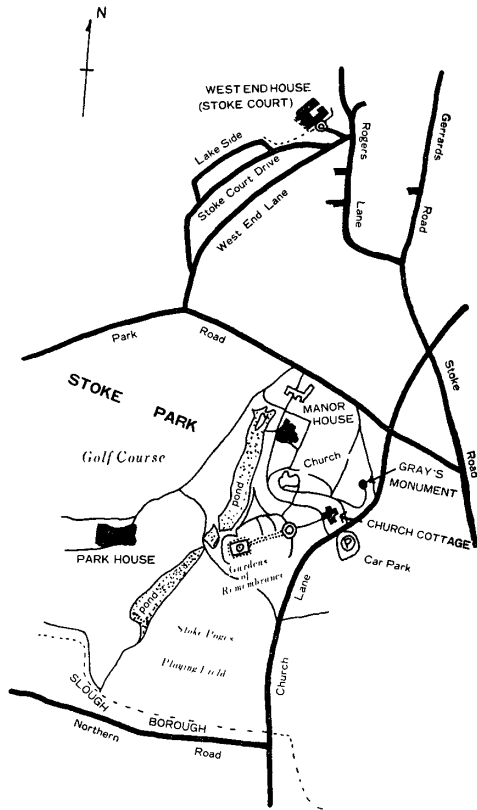 N
WEST END HOUSE
(STOKE COURT)
Lake Side
Stoke Court Drive
West End Lane
Rogers
Lane
Gerrards
Road
Park
Road
Stoke
Road
STOKE PARK
Golf Course
MANOR
HOUSE
Church
pond
GRAY'S
MONUMENT
CHURCH COTTAGE
P
Car Park
PARK HOUSE
Gardens
of
Remembrance
pond
Lane
Stoke Poges
Playing Field
Church
SLOUGH
BOROUGH
Northern
Road